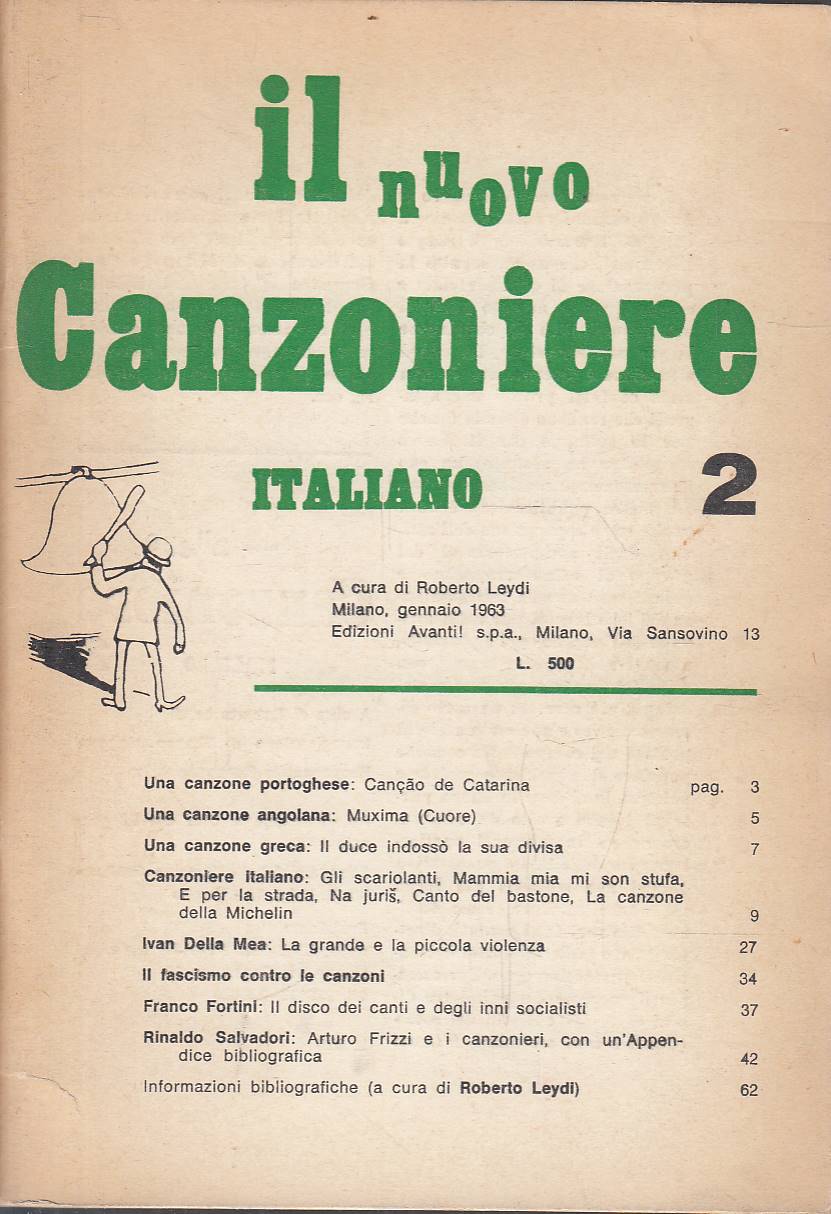 il nuovo
Canzoniere
ITALIANO 2
A cura di Roberto Leydi
Milano, gennaio 1963
Edizioni Avanti! s.p.a., Milano, Via Sansovino 13
L. 500
Una canzone portoghese: Canção de Catarina pag. 3
Una canzone angolana: Muxima (Cuore) 5
Una canzone greca: Il duce indossò la sua divisa 7
Canzoniere italiano: Gli scariolanti, Mammia mia mi son stufa,
E per la strada, Na juriš, Canto del bastone, La canzone
della Michelin 9
Ivan Della Mea: La grande e la piccola violenza 27
Il fascismo contro le canzoni 34
Franco Fortini: Il disco dei canti e degli inni socialisti 37
Rinaldo Salvadori: Arturo Frizzi e i canzonieri, con un'Appen-
dice bibliografica 42
Informazioni bibliografiche (a cura di Roberto Leydi) 62